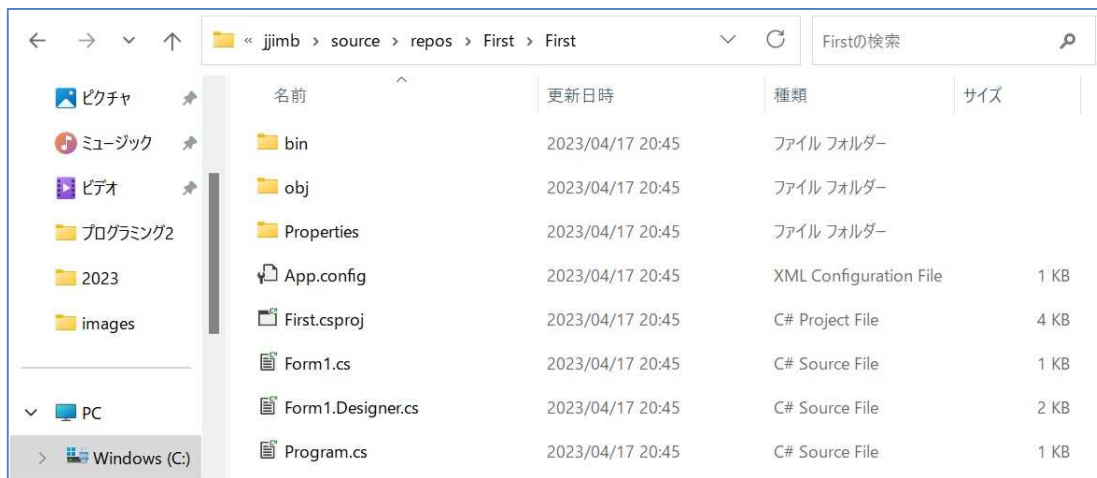 « jjimb › source › repos › First › First Firstの検索
ピクチャ
ミュージック
ビデオ
プログラミング2
2023
images
PC
Windows (C:)
名前 更新日時 種類 サイズ
bin 2023/04/17 20:45 ファイル フォルダー
obj 2023/04/17 20:45 ファイル フォルダー
Properties 2023/04/17 20:45 ファイル フォルダー
App.config 2023/04/17 20:45 XML Configuration File 1 KB
First.csproj 2023/04/17 20:45 C# Project File 4 KB
Form1.cs 2023/04/17 20:45 C# Source File 1 KB
Form1.Designer.cs 2023/04/17 20:45 C# Source File 2 KB
Program.cs 2023/04/17 20:45 C# Source File 1 KB